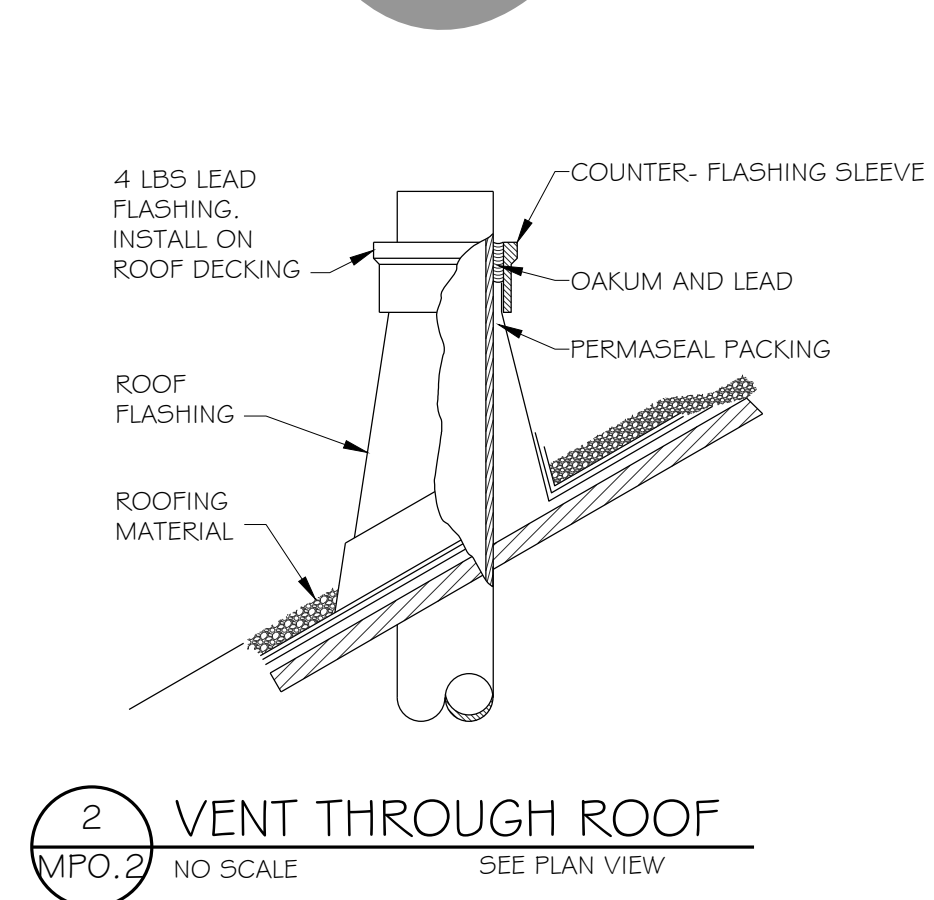 4 LBS LEAD
FLASHING.
INSTALL ON
ROOF DECKING
COUNTER- FLASHING SLEEVE
OAKUM AND LEAD
PERMASEAL PACKING
ROOF
FLASHING
ROOFING
MATERIAL
2
MP0.2
VENT THROUGH ROOF
NO SCALE
SEE PLAN VIEW